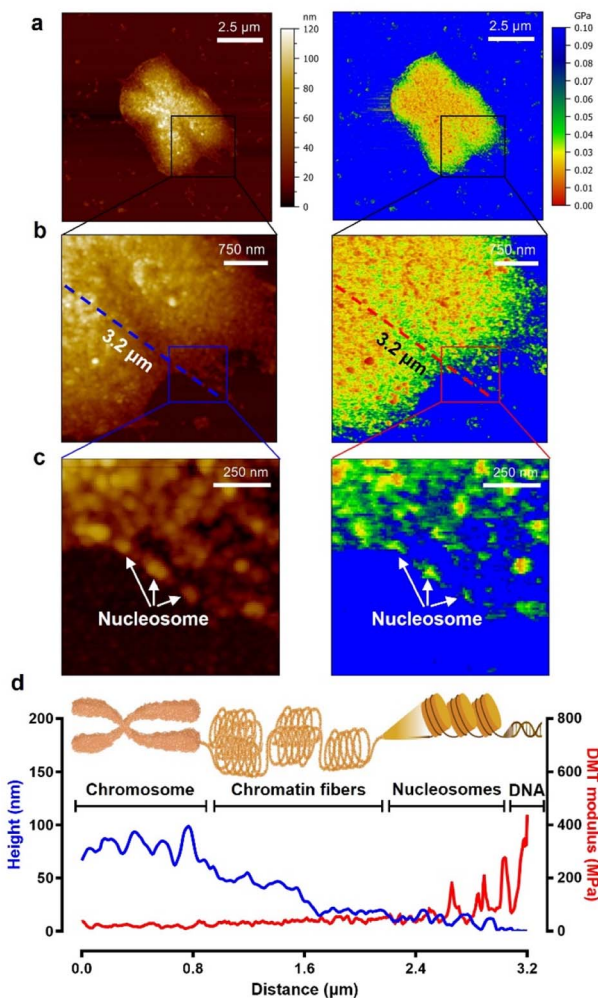 a
2.5 µm
nm
120
100
80
60
40
20
0
2.5 µm
GPa
0.10
0.09
0.08
0.07
0.06
0.05
0.04
0.03
0.02
0.01
0.00
b
750 nm
3.2 µm
750 nm
3.2 µm
c
250 nm
Nucleosome
250 nm
Nucleosome
d
200
150
100
50
0
Height (nm)
800
600
400
200
0
DMT modulus (MPa)
Chromosome
Chromatin fibers
Nucleosomes
DNA
0.0
0.8
1.6
2.4
3.2
Distance (µm)